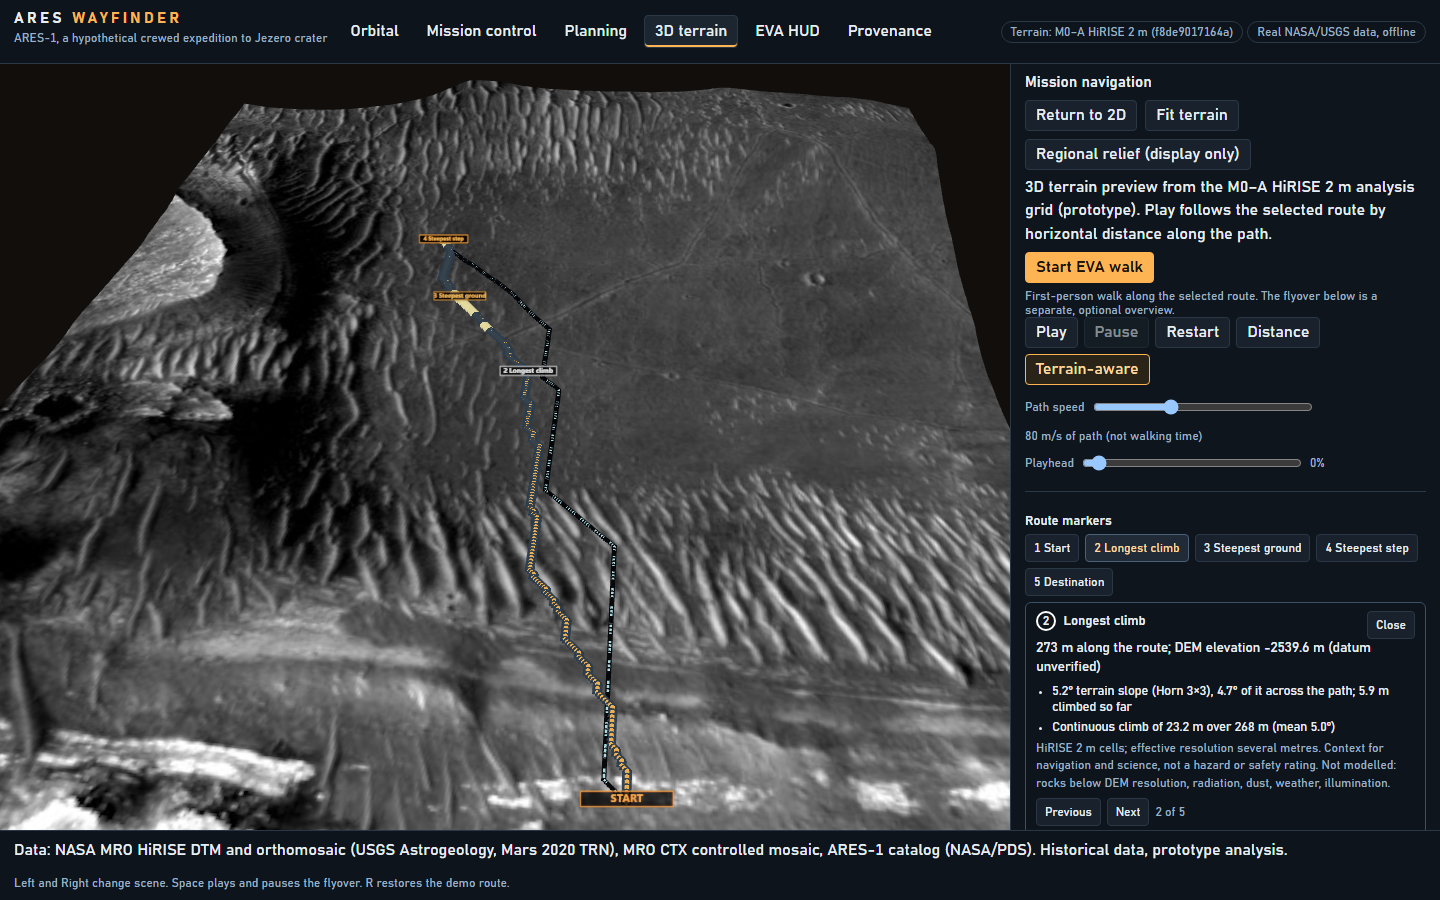 ARES WAYFINDER
ARES-1, a hypothetical crewed expedition to Jezero crater
Orbital
Mission control
Planning
3D terrain
EVA HUD
Provenance
Terrain: M0–A HiRISE 2 m (f8de9017164a)
Real NASA/USGS data, offline
4 Steepest step
3 Steepest ground
2 Longest climb
START
Mission navigation
Return to 2D
Fit terrain
Regional relief (display only)
3D terrain preview from the M0–A HiRISE 2 m analysis
grid (prototype). Play follows the selected route by
horizontal distance along the path.
Start EVA walk
First-person walk along the selected route. The flyover below is a
separate, optional overview.
Play
Pause
Restart
Distance
Terrain-aware
Path speed
80 m/s of path (not walking time)
Playhead
0%
Route markers
1 Start
2 Longest climb
3 Steepest ground
4 Steepest step
5 Destination
2 Longest climb
Close
273 m along the route; DEM elevation -2539.6 m (datum
unverified)
• 5.2° terrain slope (Horn 3×3), 4.7° of it across the path; 5.9 m
climbed so far
• Continuous climb of 23.2 m over 268 m (mean 5.0°)
HiRISE 2 m cells; effective resolution several metres. Context for
navigation and science, not a hazard or safety rating. Not modelled:
rocks below DEM resolution, radiation, dust, weather, illumination.
Previous
Next
2 of 5
Data: NASA MRO HiRISE DTM and orthomosaic (USGS Astrogeology, Mars 2020 TRN), MRO CTX controlled mosaic, ARES-1 catalog (NASA/PDS). Historical data, prototype analysis.
Left and Right change scene. Space plays and pauses the flyover. R restores the demo route.